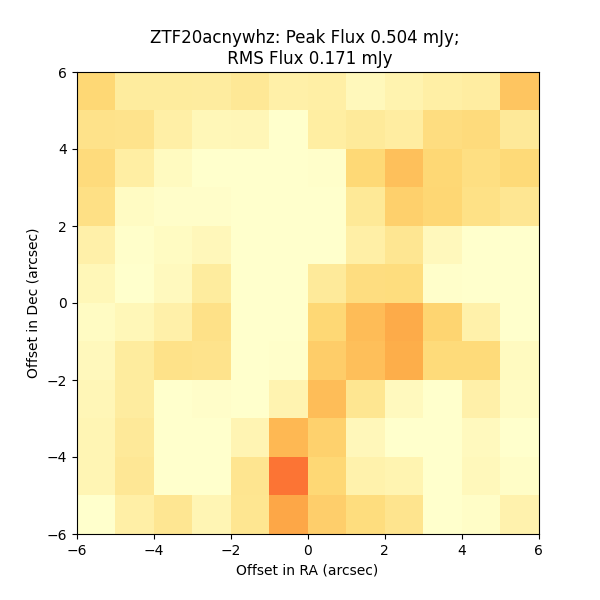 ZTF20acnywhz: Peak Flux 0.504 mJy;
RMS Flux 0.171 mJy
6
4
2
0
−2
−4
−6
Offset in Dec (arcsec)
−6 −4 −2 0 2 4 6
Offset in RA (arcsec)